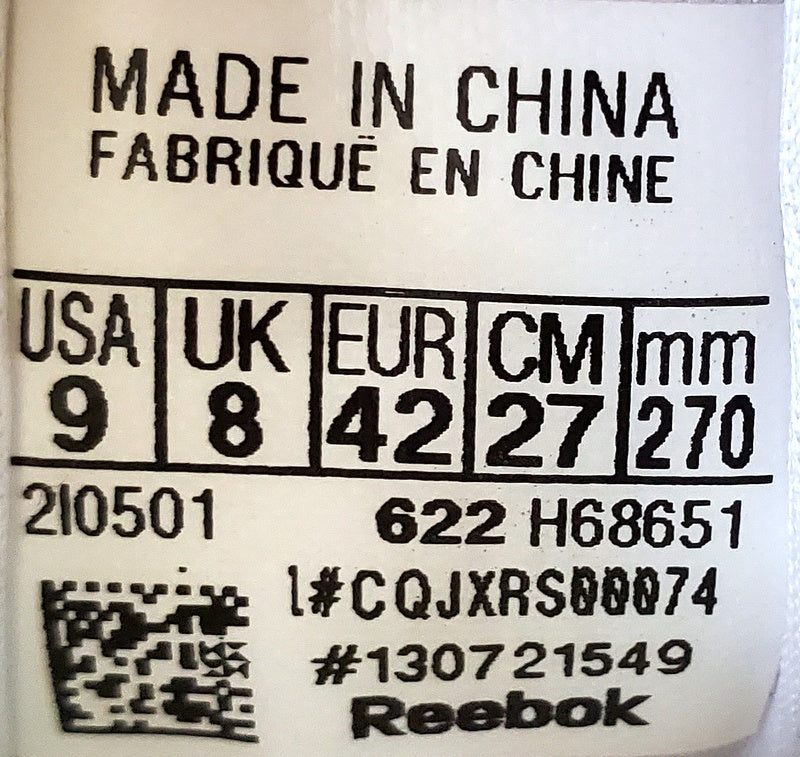 MADE IN CHINA
FABRIQUË EN CHINE
USA UK EUR CM mm
9 8 42 27 270
2I0501 622 H68651
1#CQJXRS00074
#130721549
Reebok